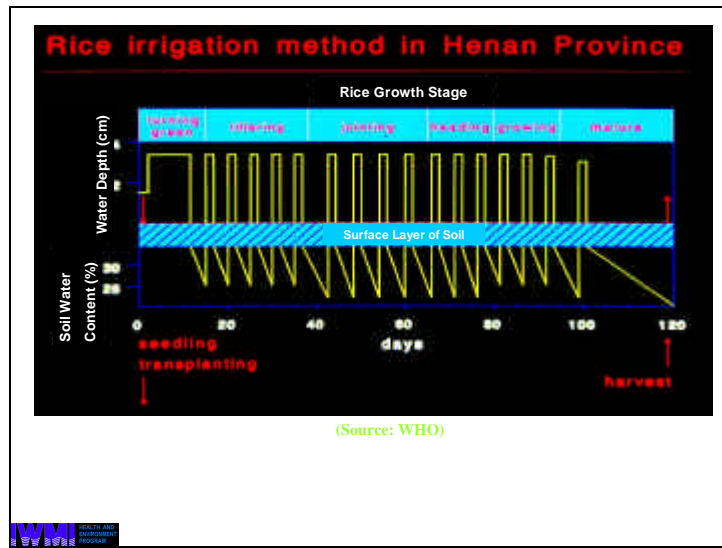 Rice irrigation method in Henan Province
Rice Growth Stage
turning
green
tillering
jointing
heading
growing
mature
Water Depth (cm)
4
2
Surface Layer of Soil
Soil Water
Content (%)
30
25
0 20 40 60 80 100 120
days
seedling
transplanting
harvest
(Source: WHO)
IWMI
HEALTH AND
ENVIRONMENT
PROGRAM